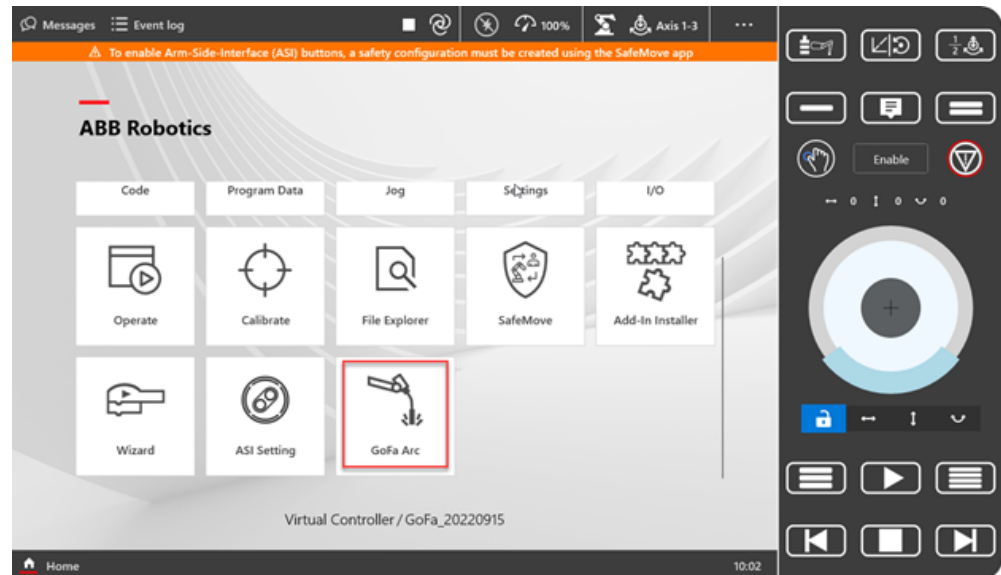 Messages Event log 100% Axis 1-3 ...
To enable Arm-Side-Interface (ASI) buttons, a safety configuration must be created using the SafeMove app
ABB Robotics
Code Program Data Jog Settings I/O
Operate Calibrate File Explorer SafeMove Add-In Installer
Wizard ASI Setting GoFa Arc
Virtual Controller / GoFa_20220915
Home 10:02
1
2
Enable
0 0 0